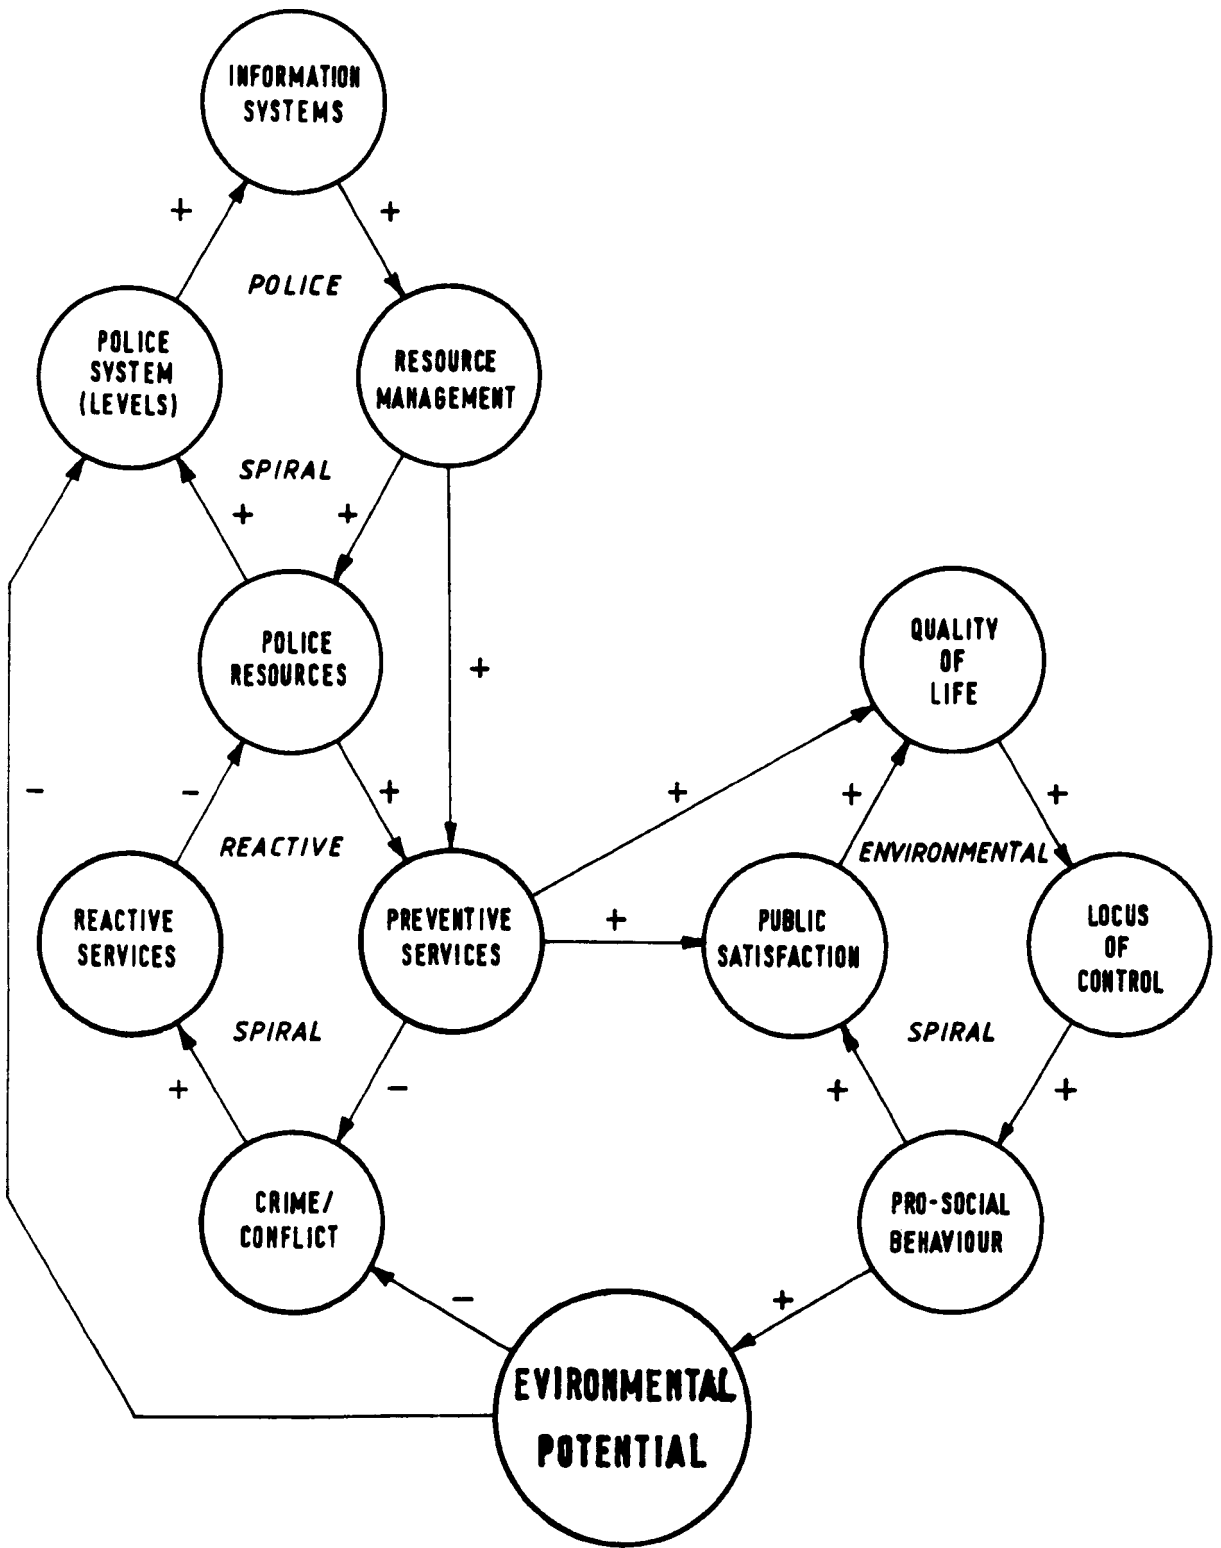 INFORMATION
SYSTEMS
+
+
POLICE
POLICE
SYSTEM
(LEVELS)
RESOURCE
MANAGEMENT
SPIRAL
+
+
POLICE
RESOURCES
+
QUALITY
OF
LIFE
-
-
+
+
+
+
REACTIVE
ENVIRONMENTAL
REACTIVE
SERVICES
PREVENTIVE
SERVICES
+
PUBLIC
SATISFACTION
LOCUS
OF
CONTROL
SPIRAL
SPIRAL
+
-
+
+
CRIME/
CONFLICT
PRO-SOCIAL
BEHAVIOUR
-
+
EVIRONMENTAL
POTENTIAL